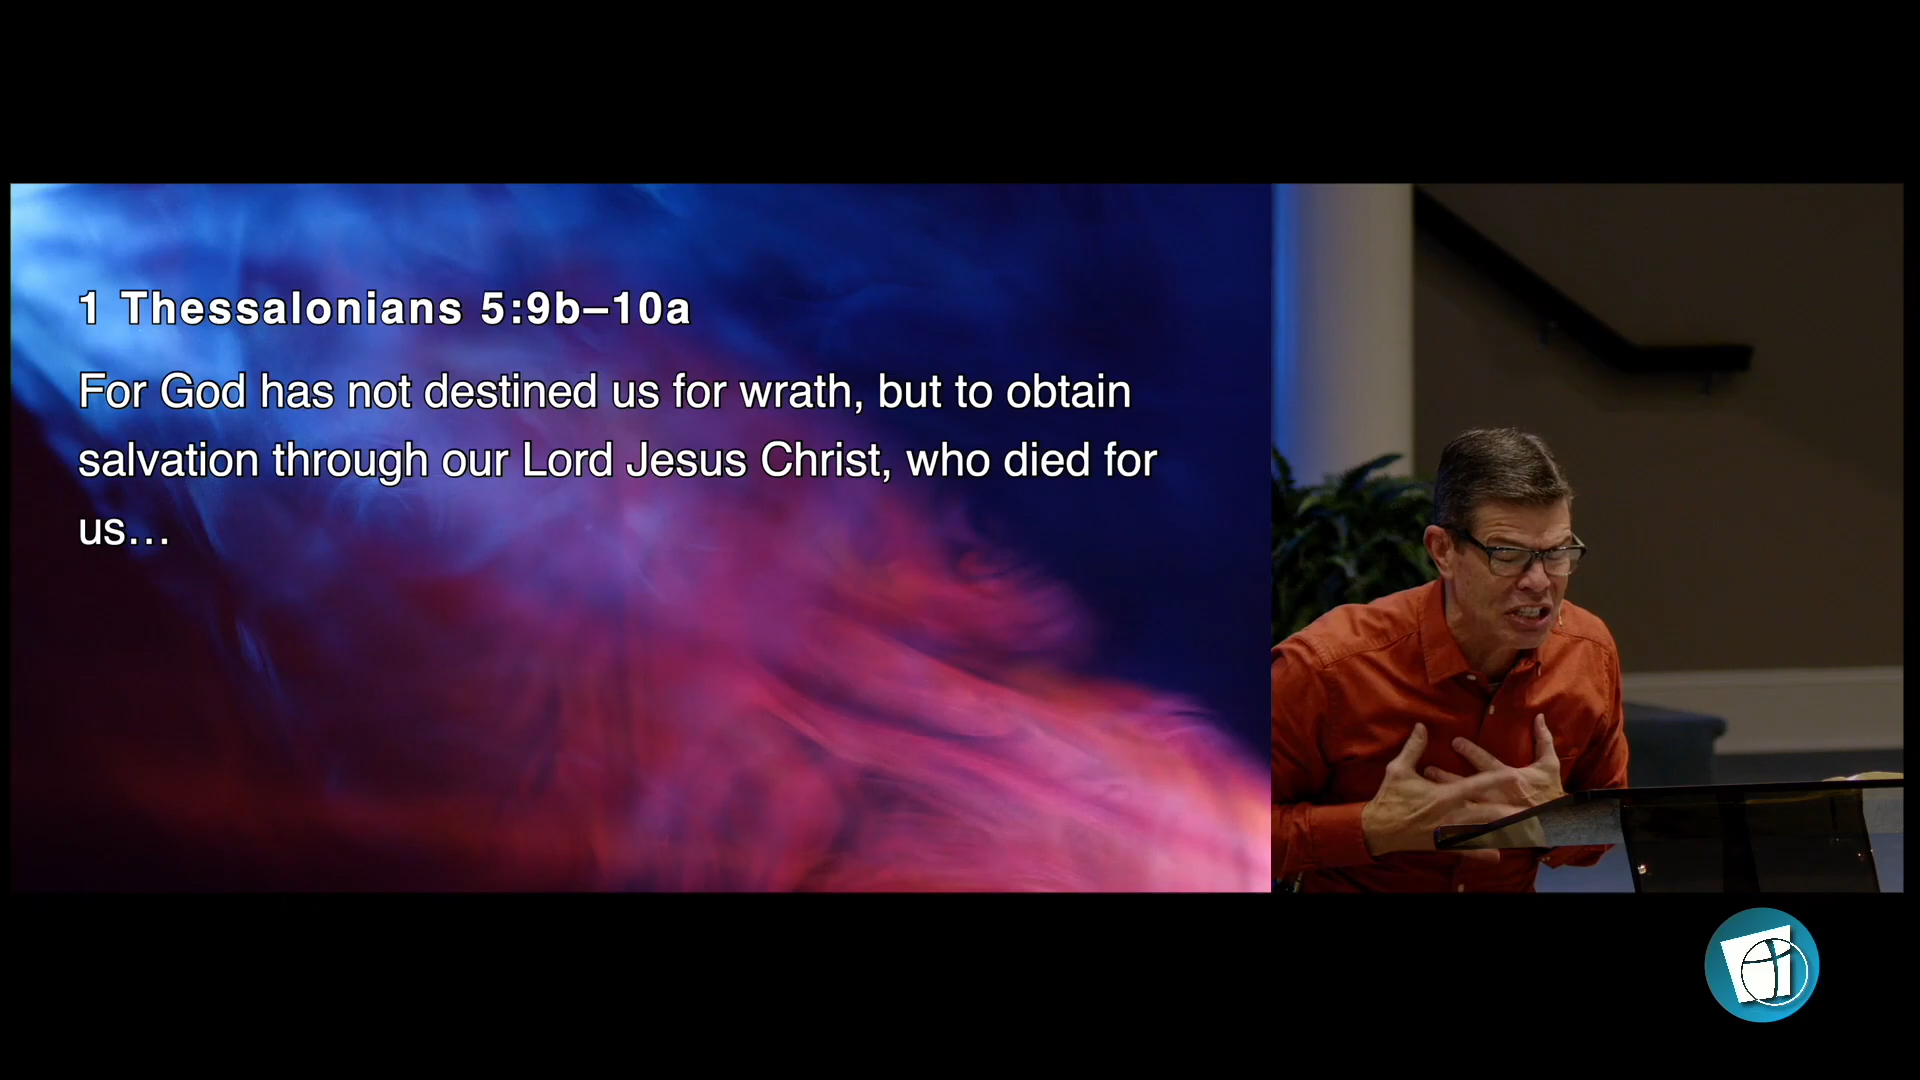 1 Thessalonians 5:9b–10a
For God has not destined us for wrath, but to obtain
salvation through our Lord Jesus Christ, who died for
us…